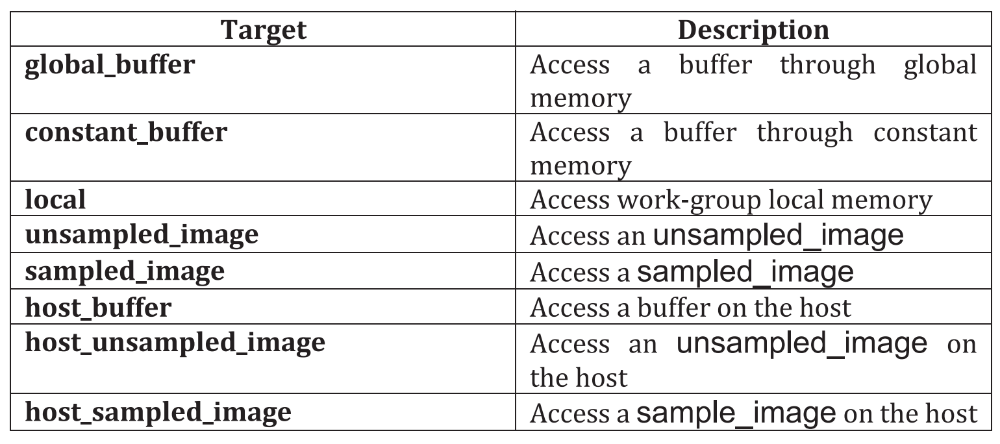 Target Description
global_buffer Access a buffer through global
memory
constant_buffer Access a buffer through constant
memory
local Access work-group local memory
unsampled_image Access an unsampled_image
sampled_image Access a sampled_image
host_buffer Access a buffer on the host
host_unsampled_image Access an unsampled_image on
the host
host_sampled_image Access a sample_image on the host